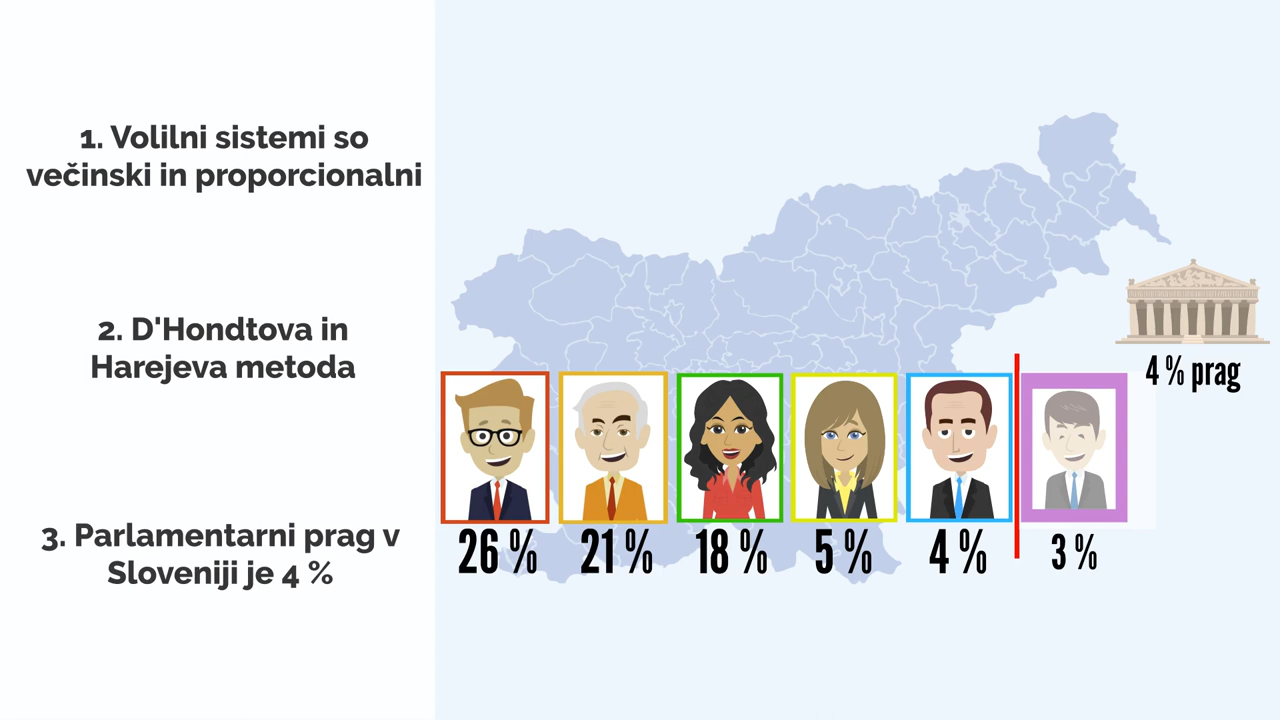 1. Volilni sistemi so
večinski in proporcionalni
2. D'Hondtova in
Harejeva metoda
3. Parlamentarni prag v
Sloveniji je 4 %
4 % prag
26 %
21 %
18 %
5 %
4 %
3 %